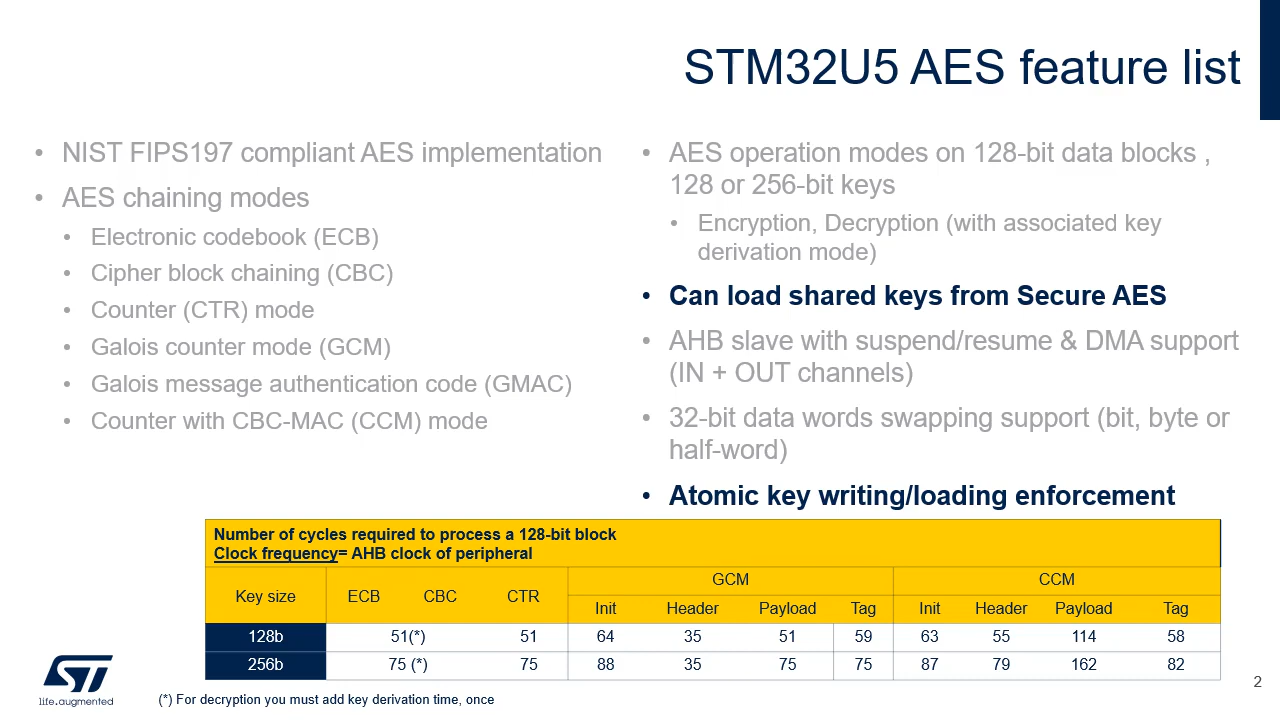 STM32U5 AES feature list
• NIST FIPS197 compliant AES implementation
• AES chaining modes
• Electronic codebook (ECB)
• Cipher block chaining (CBC)
• Counter (CTR) mode
• Galois counter mode (GCM)
• Galois message authentication code (GMAC)
• Counter with CBC-MAC (CCM) mode
• AES operation modes on 128-bit data blocks ,
128 or 256-bit keys
• Encryption, Decryption (with associated key
derivation mode)
• Can load shared keys from Secure AES
• AHB slave with suspend/resume & DMA support
(IN + OUT channels)
• 32-bit data words swapping support (bit, byte or
half-word)
• Atomic key writing/loading enforcement
Number of cycles required to process a 128-bit block
Clock frequency= AHB clock of peripheral
Key size ECB CBC CTR GCM CCM
Init Header Payload Tag Init Header Payload Tag
128b 51(*) 51 64 35 51 59 63 55 114 58
256b 75 (*) 75 88 35 75 75 87 79 162 82
ST
life.augmented
(*) For decryption you must add key derivation time, once
2